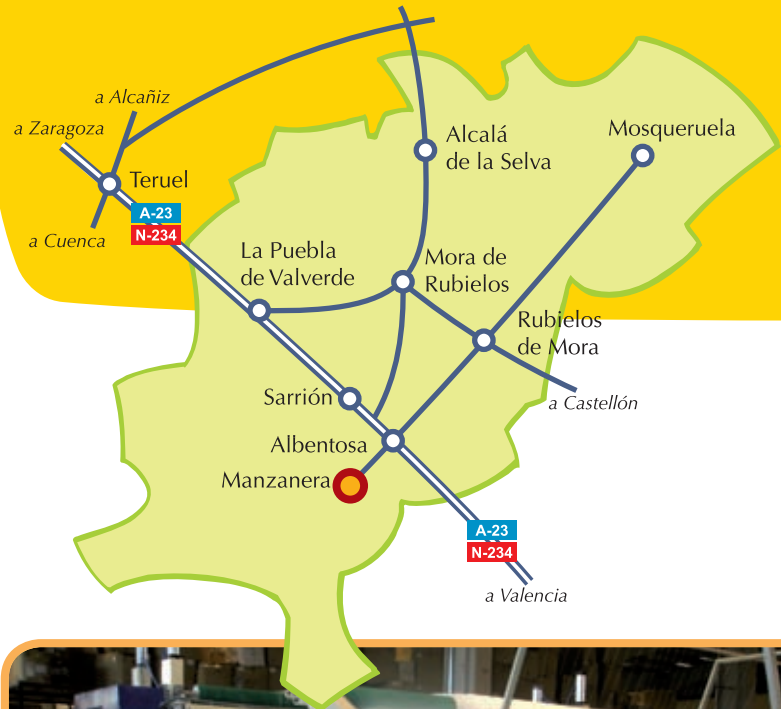 a Alcañiz
a Zaragoza
Teruel
A-23
N-234
a Cuenca
Alcalá
de la Selva
Mosqueruela
La Puebla
de Valverde
Mora de
Rubielos
Rubielos
de Mora
Sarrión
a Castellón
Albentosa
Manzanera
A-23
N-234
a Valencia